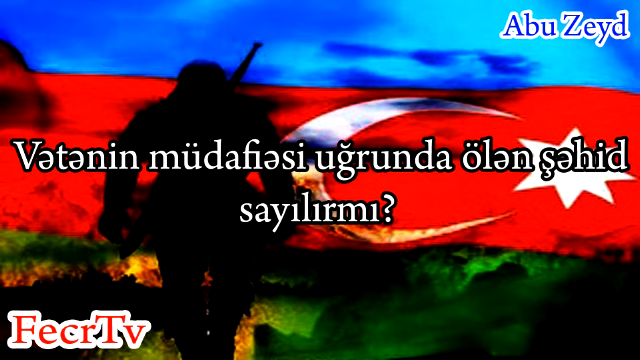 Abu Zeyd
Vətənin müdafiəsi uğrunda ölən şəhid
sayılırmı?
FecrTv